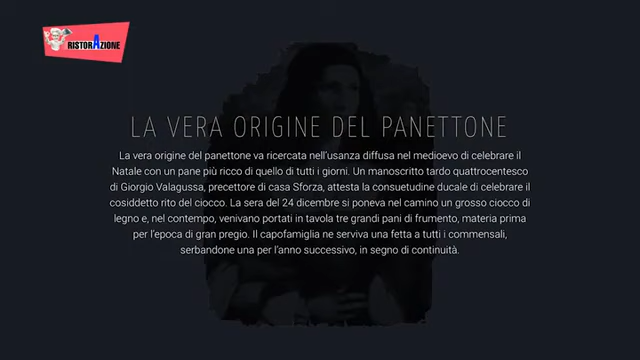 RISTORAZIONE
LA VERA ORIGINE DEL PANETTONE
La vera origine del panettone va ricercata nell'usanza diffusa nel medioevo di celebrare il
Natale con un pane più ricco di quello di tutti i giorni. Un manoscritto tardo quattrocentesco
di Giorgio Valagussa, precettore di casa Sforza, attesta la consuetudine ducale di celebrare il
cosiddetto rito del ciocco. La sera del 24 dicembre si poneva nel camino un grosso ciocco di
legno e, nel contempo, venivano portati in tavola tre grandi pani di frumento, materia prima
per l'epoca di gran pregio. Il capofamiglia ne serviva una fetta a tutti i commensali,
serbandone una per l'anno successivo, in segno di continuità.